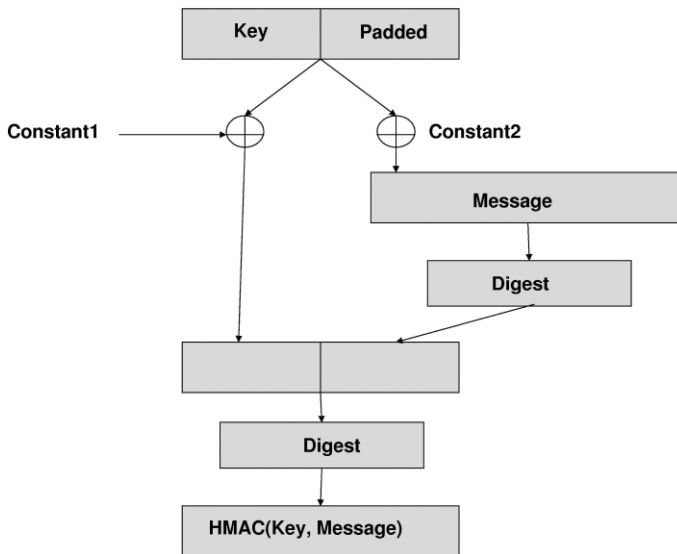 Key Padded
Constant1 Constant2
Message
Digest
Digest
HMAC(Key, Message)